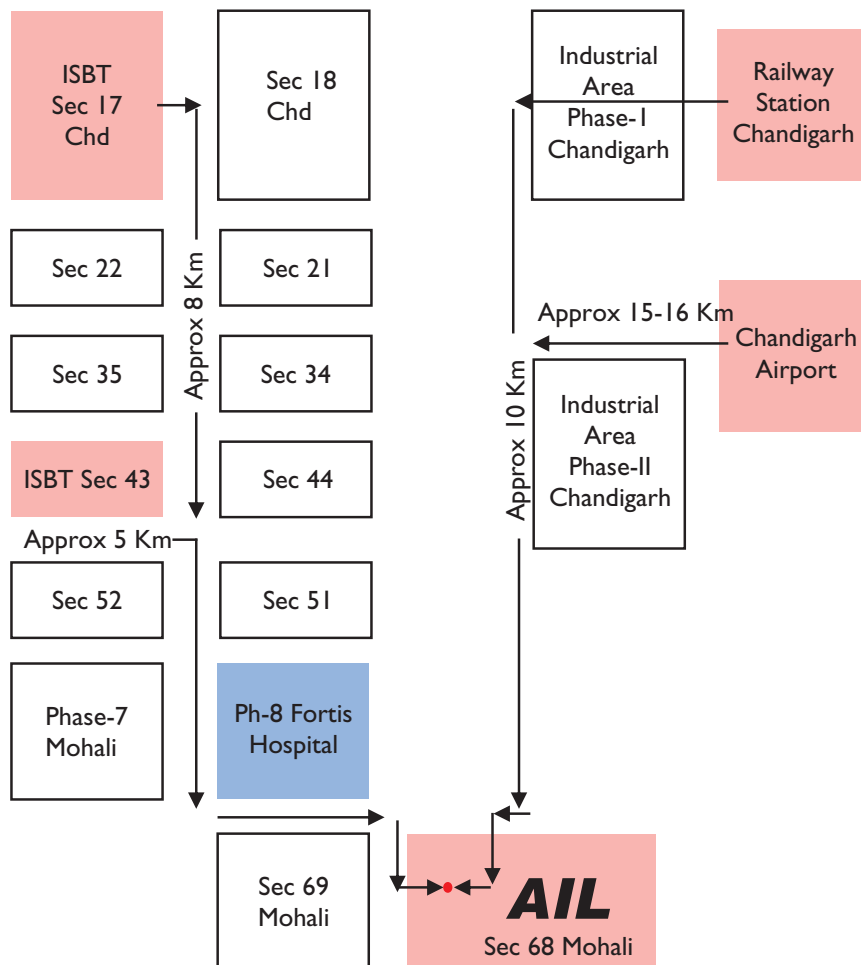 ISBT
Sec 17
Chd
Sec 18
Chd
Industrial
Area
Phase-I
Chandigarh
Railway
Station
Chandigarh
Sec 22
Approx 8 Km
Sec 21
Approx 15-16 Km
Chandigarh
Airport
Sec 35
Sec 34
Approx 10 Km
Industrial
Area
Phase-II
Chandigarh
ISBT Sec 43
Sec 44
Approx 5 Km
Sec 52
Sec 51
Phase-7
Mohali
Ph-8 Fortis
Hospital
Sec 69
Mohali
AIL
Sec 68 Mohali